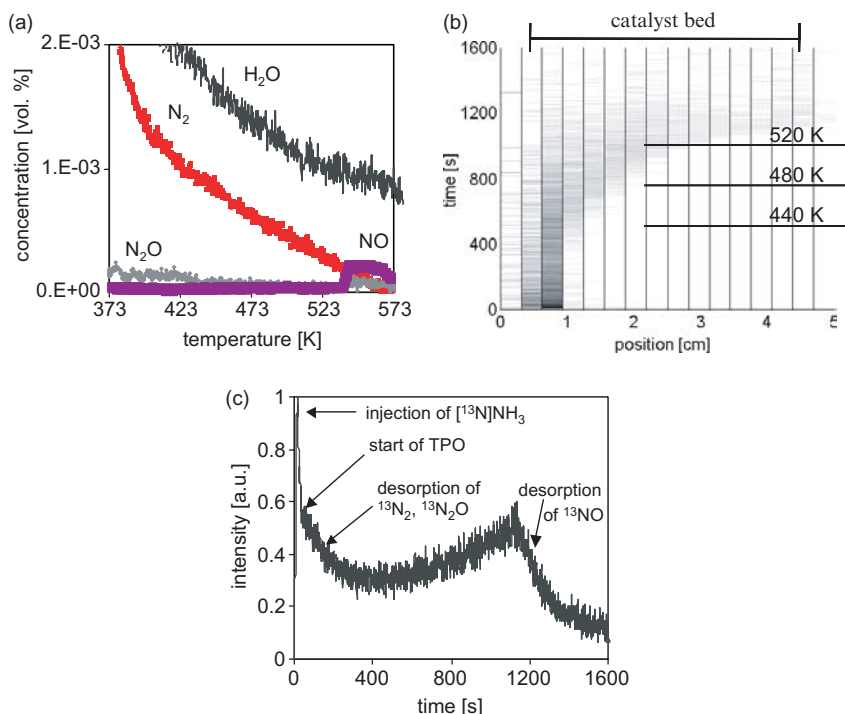 (a)
concentration [vol. %]
2.E-03
1.E-03
0.E+00
H₂O
N₂
N₂O
NO
373 423 473 523 573
temperature [K]
(b)
catalyst bed
time [s]
1600
1200
800
400
0
520 K
480 K
440 K
0 1 2 3 4 5
position [cm]
(c)
intensity [a.u.]
1
0.8
0.6
0.4
0.2
0
injection of [¹³N]NH₃
start of TPO
desorption of
¹³N₂, ¹³N₂O
desorption
of ¹³NO
0 400 800 1200 1600
time [s]